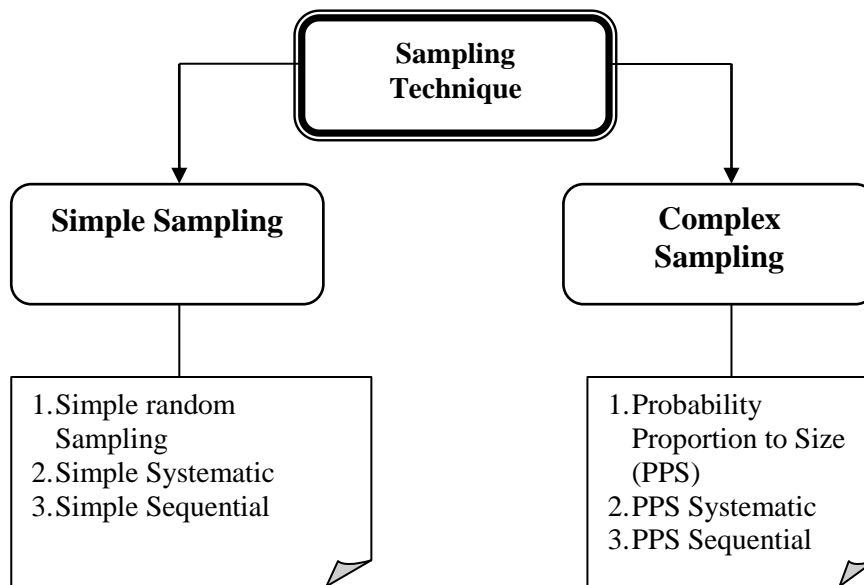 Sampling
Technique
Simple Sampling
Complex
Sampling
1.Simple random
Sampling
2.Simple Systematic
3.Simple Sequential
1.Probability
Proportion to Size
(PPS)
2.PPS Systematic
3.PPS Sequential